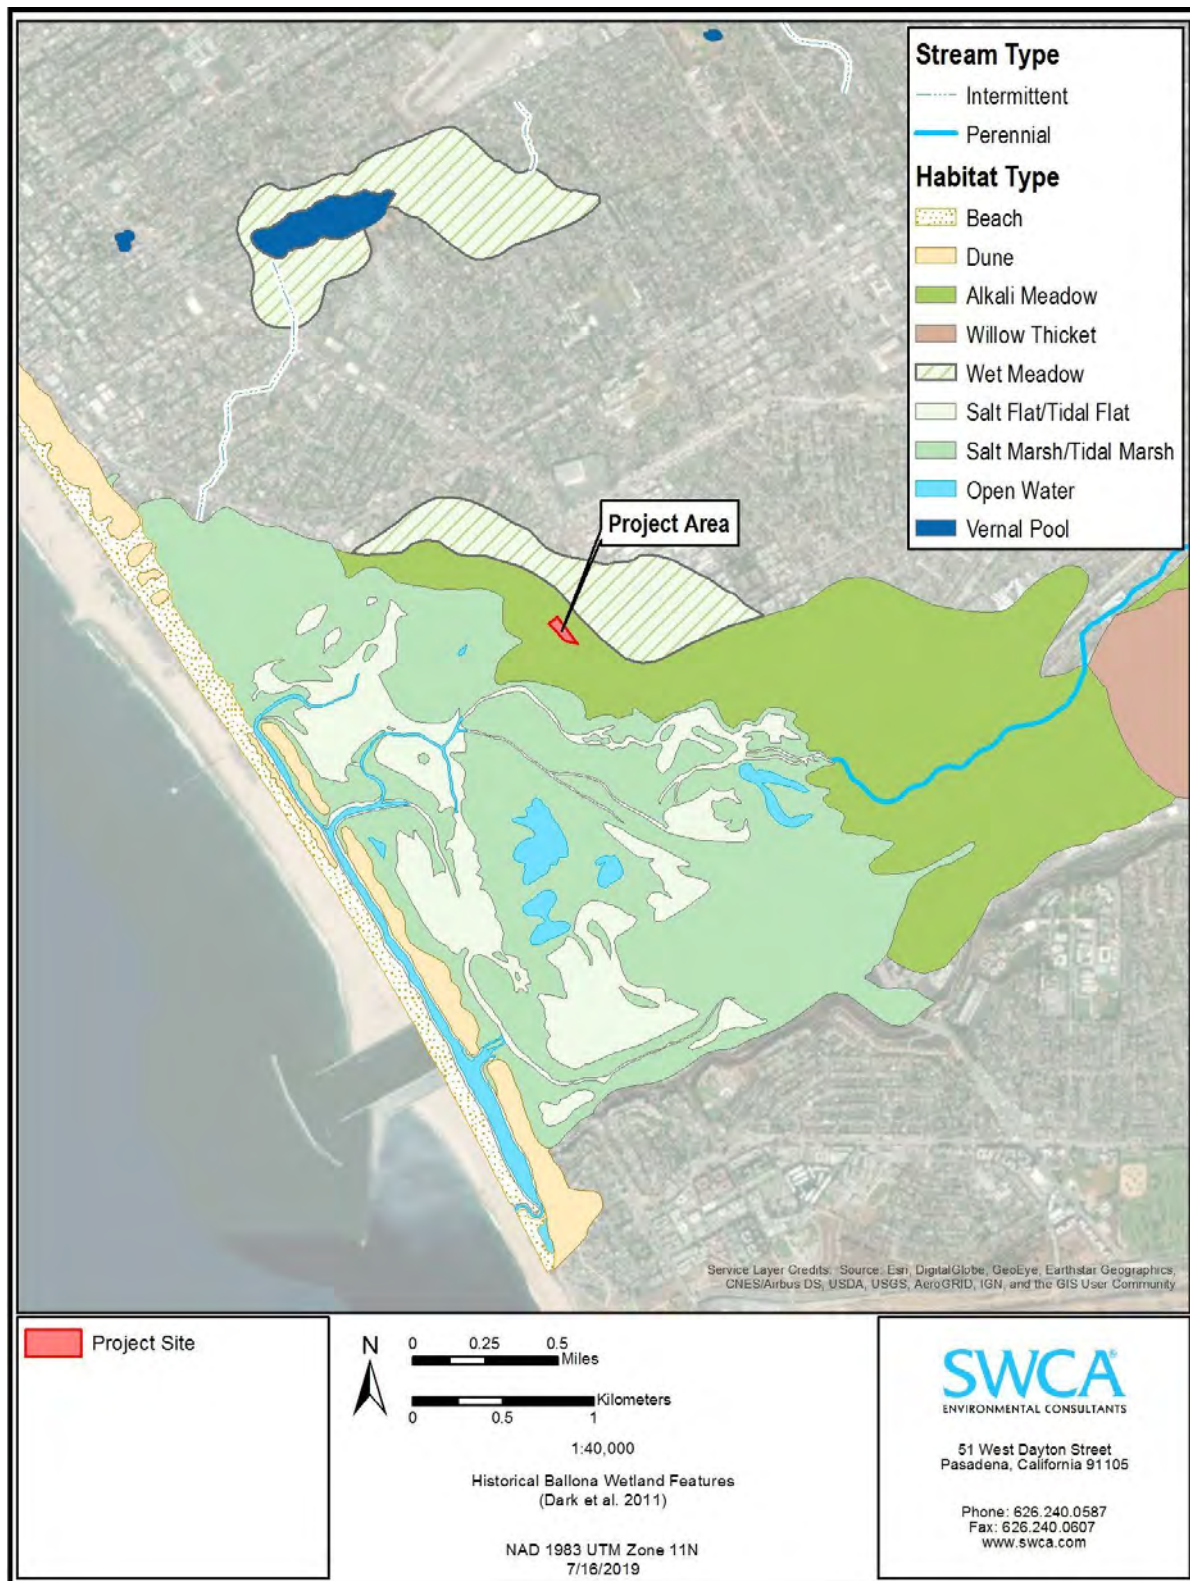 Stream Type
Intermittent
Perennial
Habitat Type
Beach
Dune
Alkali Meadow
Willow Thicket
Wet Meadow
Salt Flat/Tidal Flat
Salt Marsh/Tidal Marsh
Open Water
Vernal Pool
Project Area
Service Layer Credits: Source: Esri, DigitalGlobe, GeoEye, Earthstar Geographics,
CNES/Airbus DS, USDA, USGS, AeroGRID, IGN, and the GIS User Community
Project Site
N
0 0.25 0.5
Miles
Kilometers
0 0.5 1
1:40,000
Historical Ballona Wetland Features
(Dark et al. 2011)
NAD 1983 UTM Zone 11N
7/16/2019
SWCA®
ENVIRONMENTAL CONSULTANTS
51 West Dayton Street
Pasadena, California 91105
Phone: 626.240.0587
Fax: 626.240.0607
www.swca.com